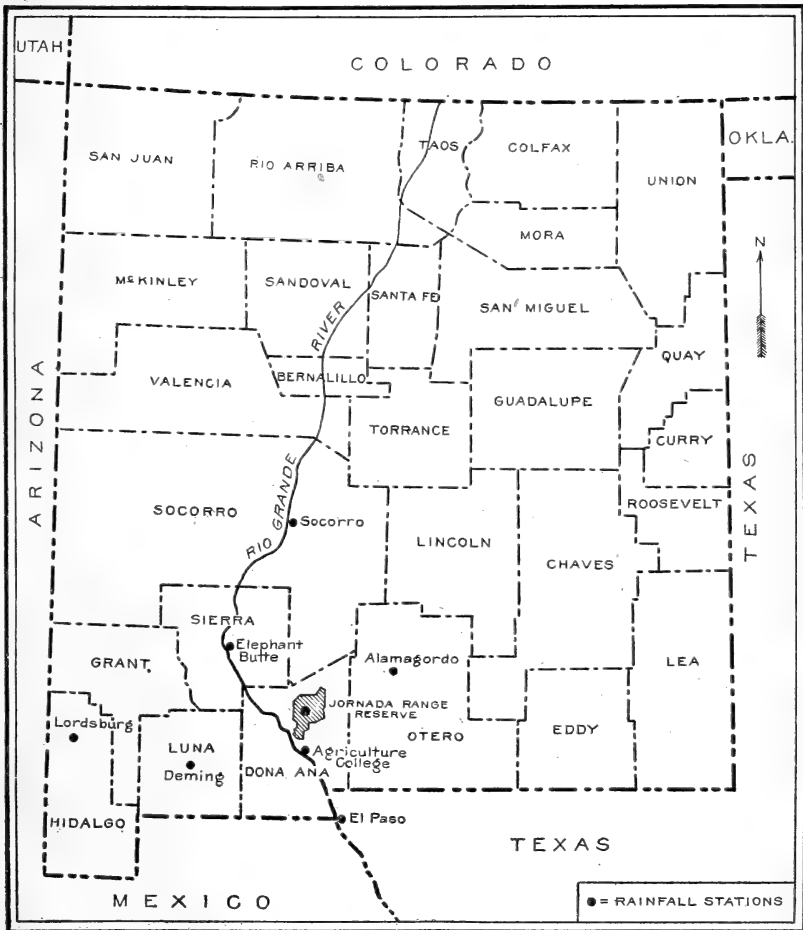 UTAH
COLORADO
OKLA.
SAN JUAN
RIO ARRIBA
TAOS
COLFAX
UNION
MORA
N
McKINLEY
SANDOVAL
SANTA FE
SAN MIGUEL
RIVER
QUAY
VALENCIA
BERNALILLO
GUADALUPE
ARIZONA
TORRANCE
CURRY
TEXAS
RIO GRANDE
SOCORRO
Socorro
ROOSEVELT
LINCOLN
CHAVES
SIERRA
Elephant
Butte
GRANT
Alamagordo
LEA
JORNADA RANGE
RESERVE
Lordsburg
OTERO
EDDY
LUNA
Deming
Agriculture
College
DONA ANA
HIDALGO
El Paso
TEXAS
MEXICO
= RAINFALL STATIONS